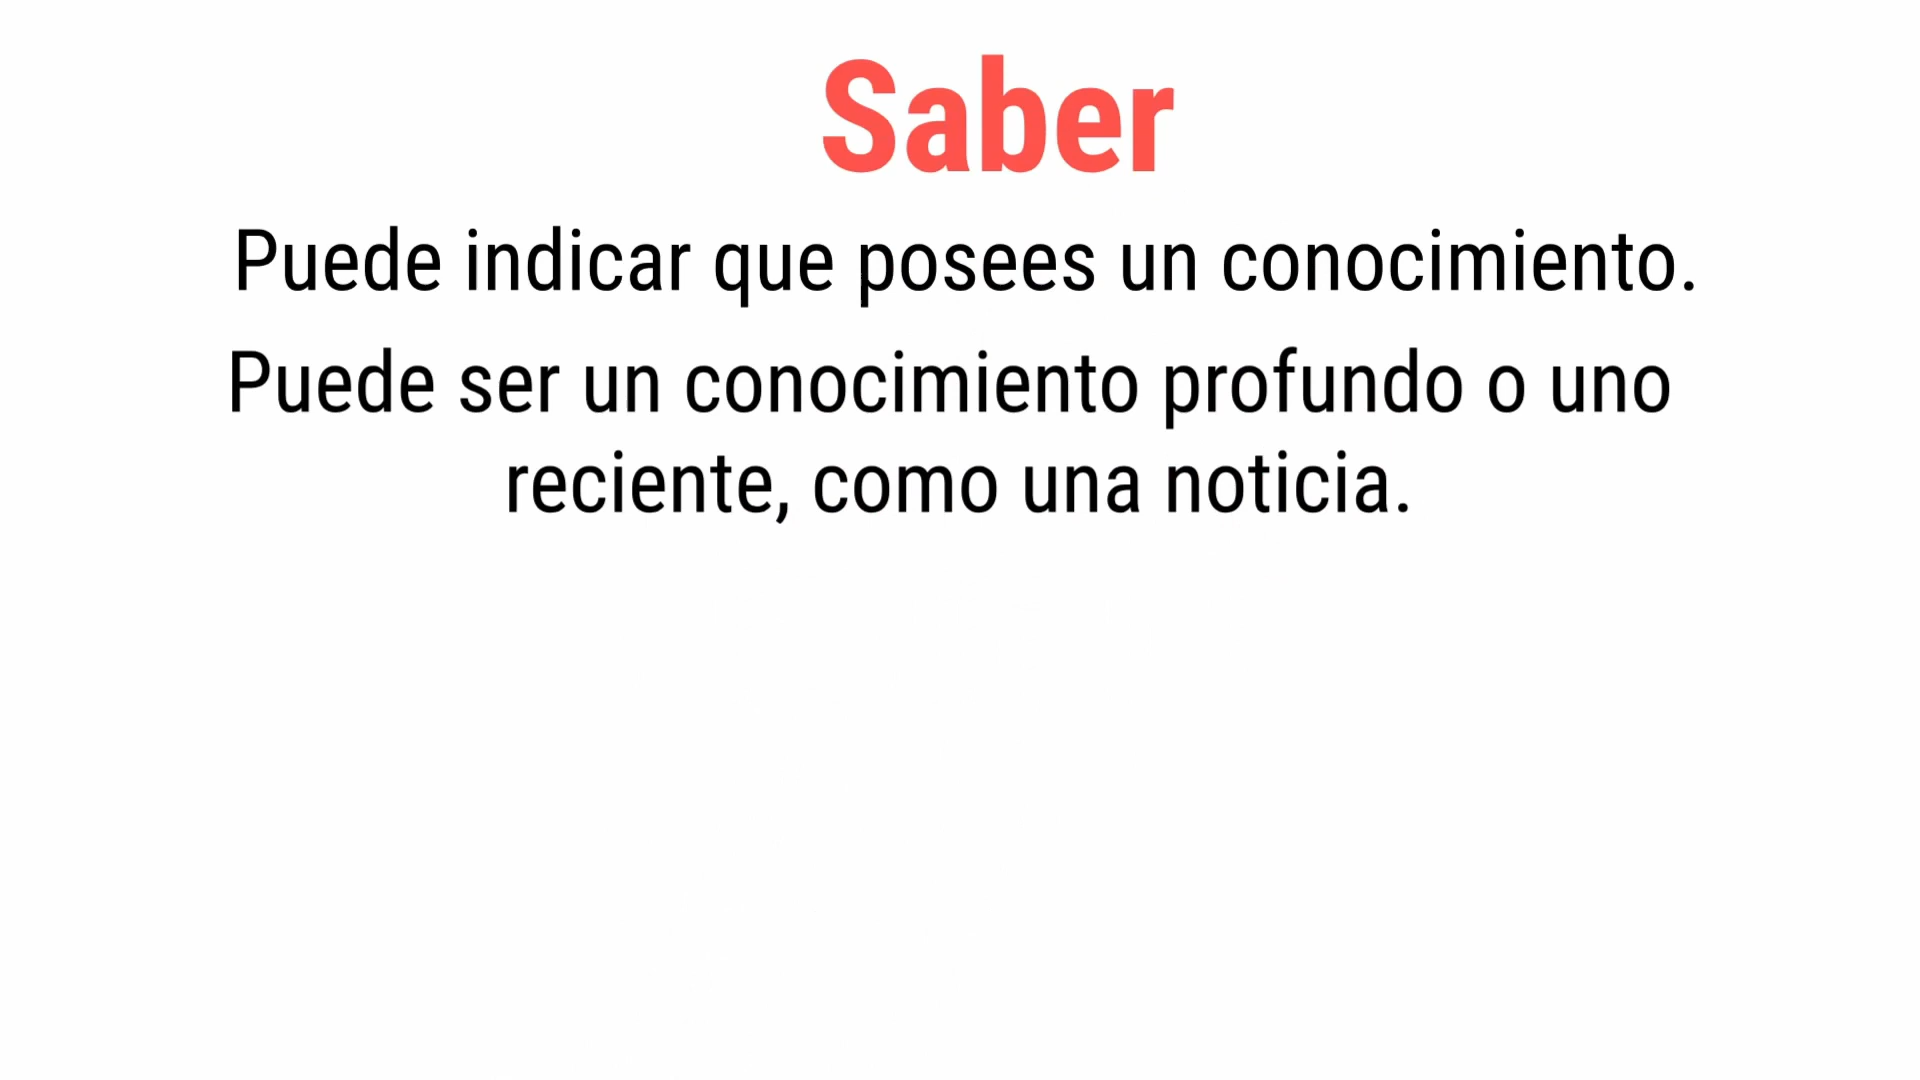 Saber
Puede indicar que posees un conocimiento.
Puede ser un conocimiento profundo o uno
reciente, como una noticia.